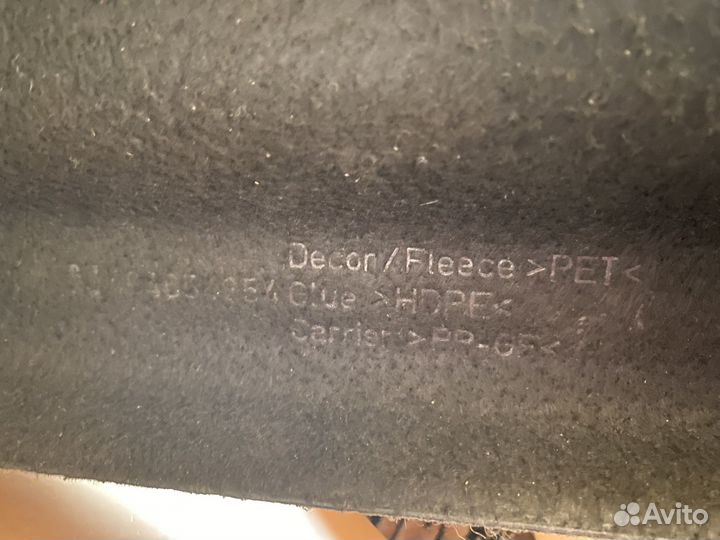 Decor/Fleece >PET<
Glue >HDPE<
Carrier >PP-GF<
Avito